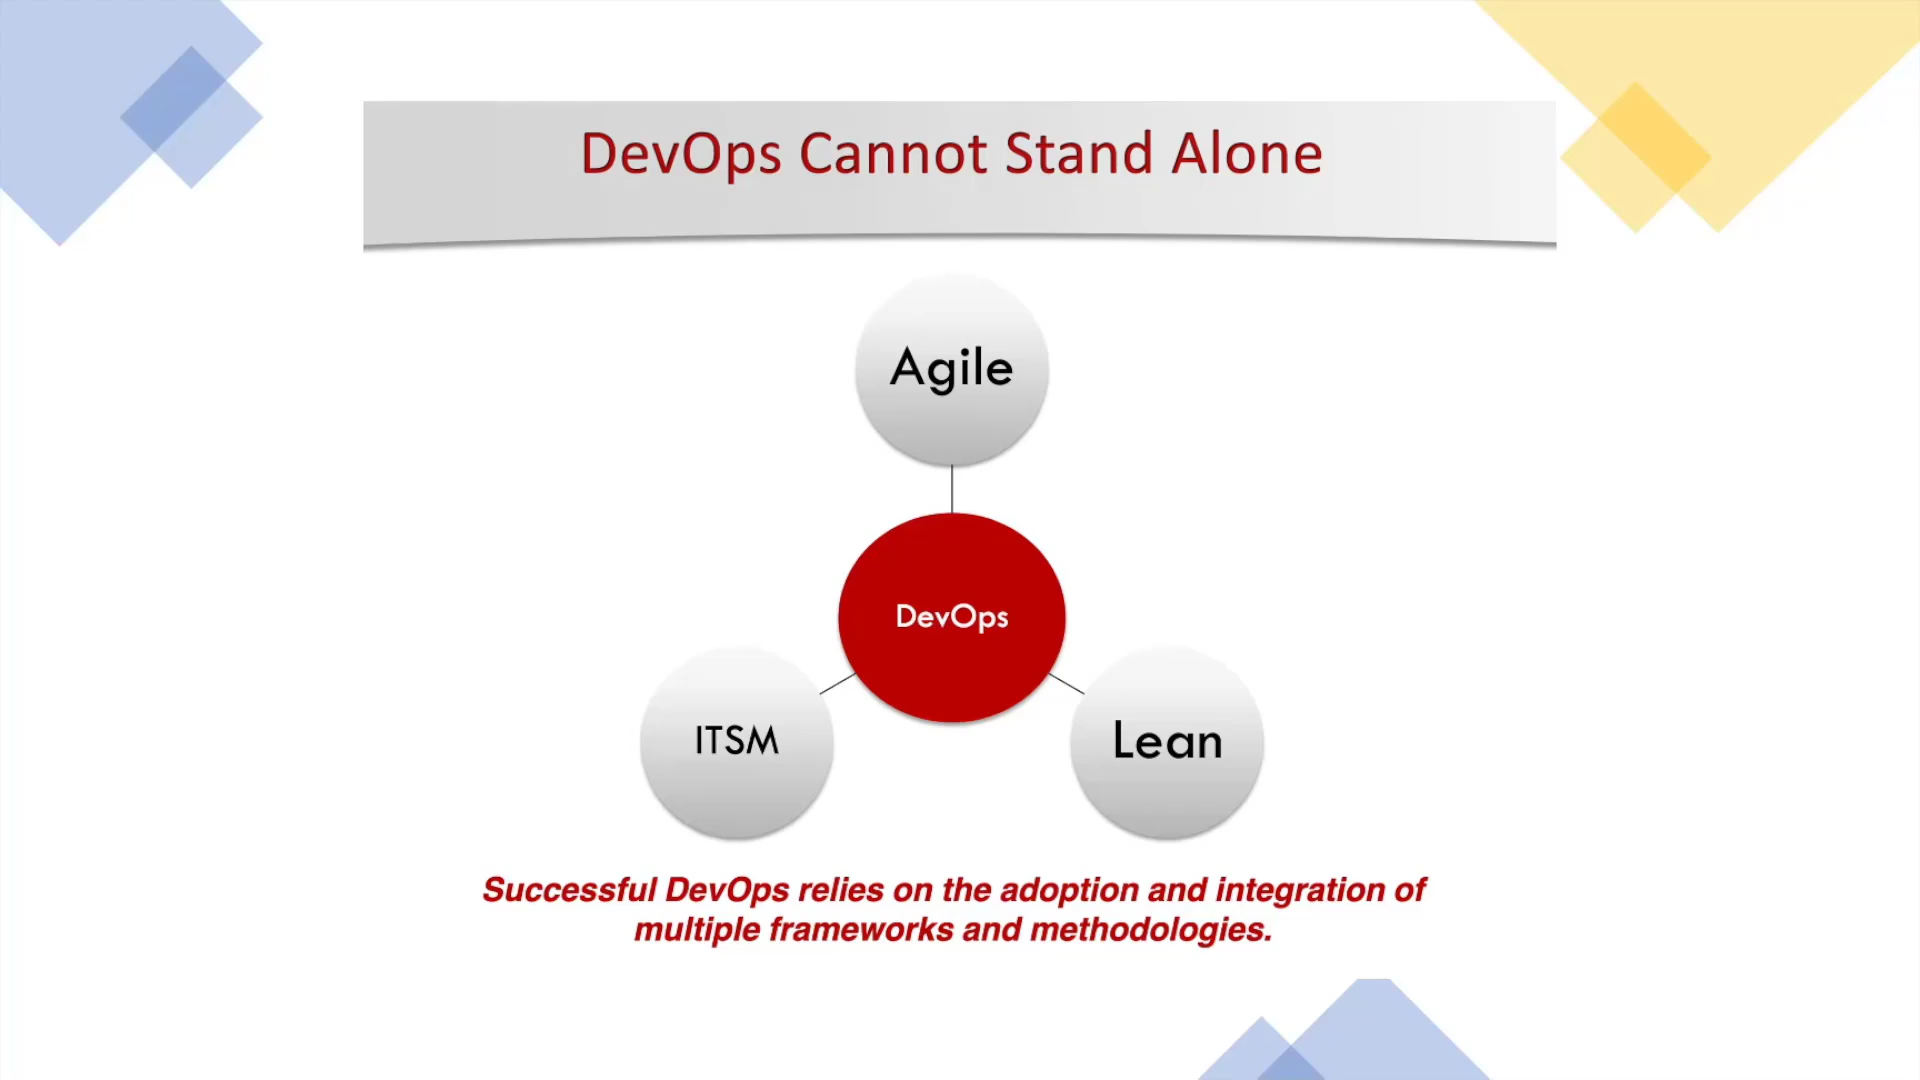 DevOps Cannot Stand Alone
Agile
DevOps
ITSM
Lean
Successful DevOps relies on the adoption and integration of
multiple frameworks and methodologies.